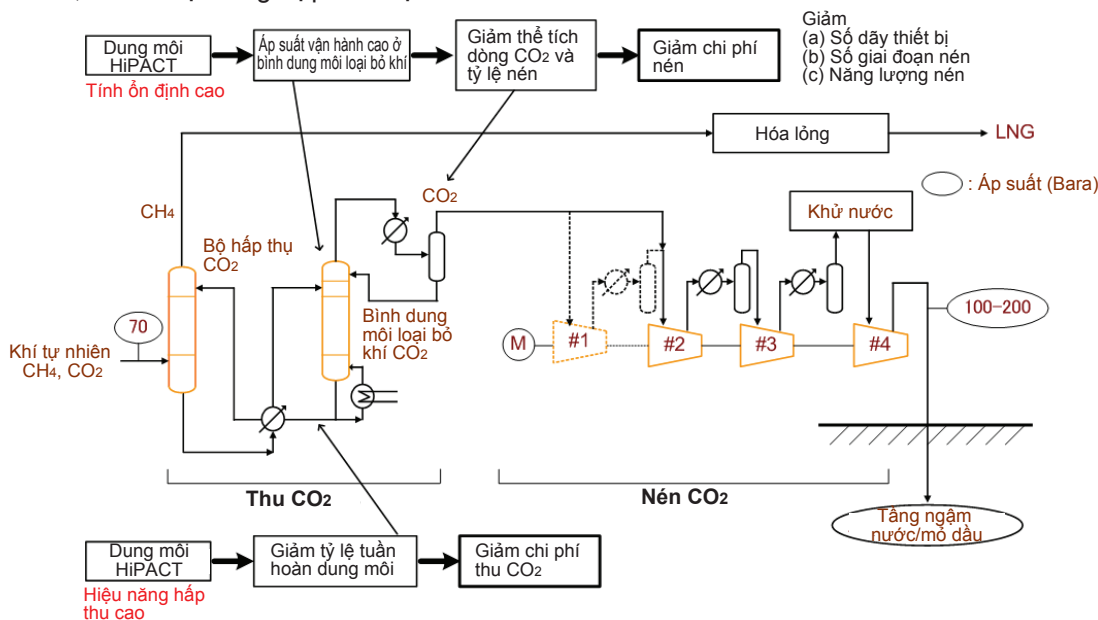 Dung môi
HiPACT
Tính ổn định cao
Áp suất vận hành cao ở
bình dung môi loại bỏ khí
Giảm thể tích
dòng CO₂ và
tỷ lệ nén
Giảm chi phí
nén
Giảm
(a) Số dãy thiết bị
(b) Số giai đoạn nén
(c) Năng lượng nén
Hóa lỏng
LNG
: Áp suất (Bara)
CH₄
CO₂
Khử nước
Bộ hấp thụ
CO₂
70
Khí tự nhiên
CH₄, CO₂
Bình dung
môi loại bỏ
khí CO₂
M
#1
#2
#3
#4
100-200
Thu CO₂
Nén CO₂
Tầng ngậm
nước/mỏ dầu
Dung môi
HiPACT
Hiệu năng hấp
thu cao
Giảm tỷ lệ tuần
hoàn dung môi
Giảm chi phí
thu CO₂